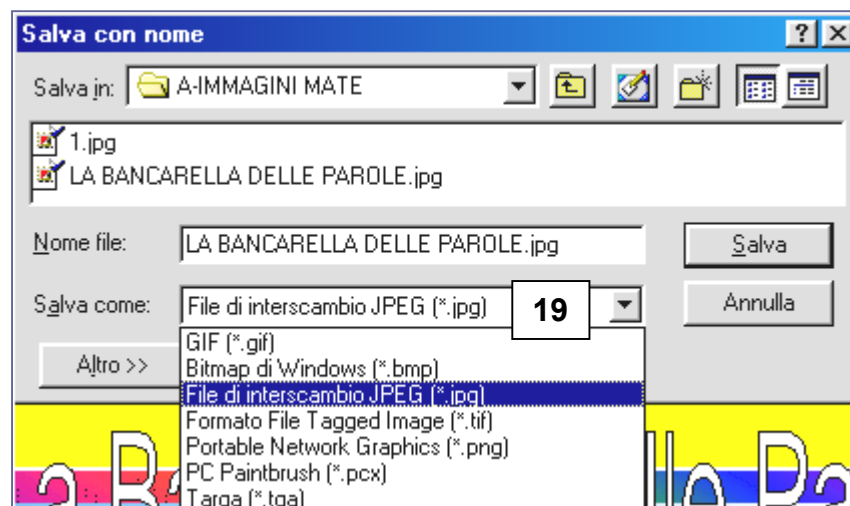 Salva con nome
Salva in: A-IMMAGINI MATE
1.jpg
LA BANCARELLA DELLE PAROLE.jpg
Nome file: LA BANCARELLA DELLE PAROLE.jpg Salva
Salva come: File di interscambio JPEG (*.jpg) 19 Annulla
Altro >>
GIF (*.gif)
Bitmap di Windows (*.bmp)
File di interscambio JPEG (*.jpg)
Formato File Tagged Image (*.tif)
Portable Network Graphics (*.png)
PC Paintbrush (*.pcx)
Targa (*.tga)